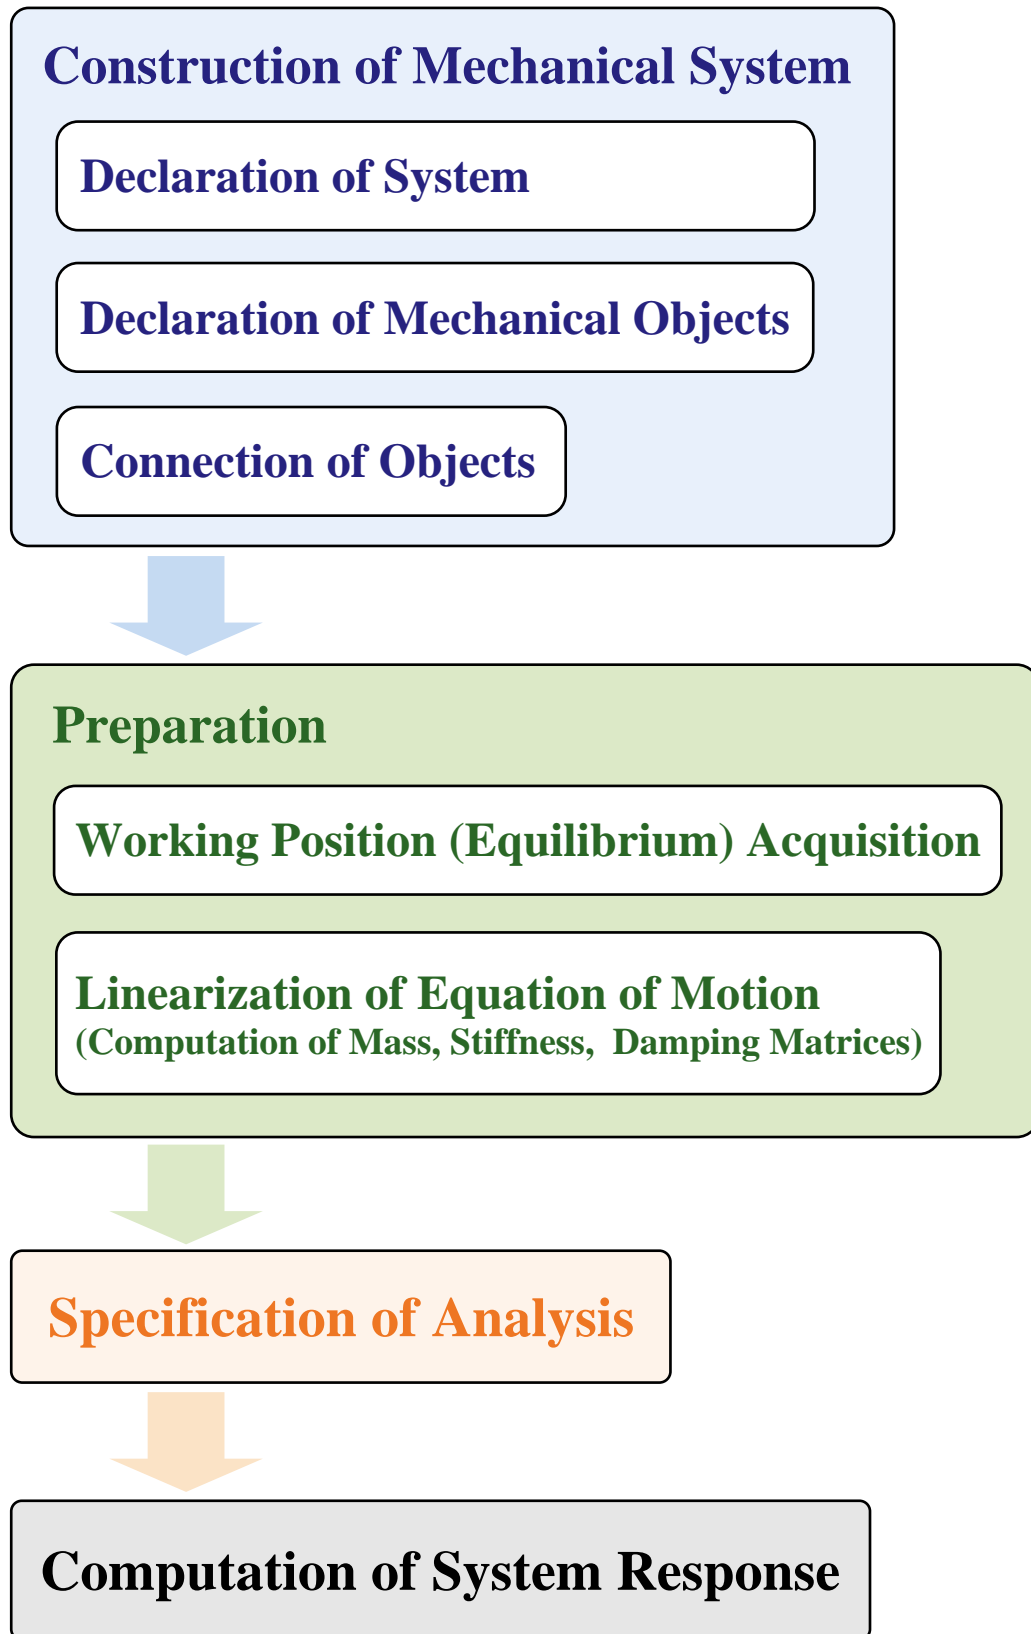 Construction of Mechanical System
Declaration of System
Declaration of Mechanical Objects
Connection of Objects
Preparation
Working Position (Equilibrium) Acquisition
Linearization of Equation of Motion
(Computation of Mass, Stiffness, Damping Matrices)
Specification of Analysis
Computation of System Response